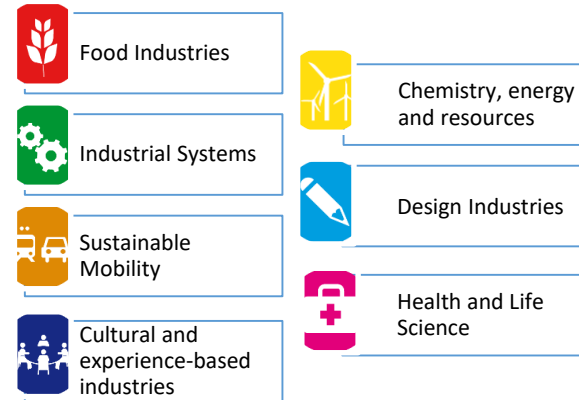 Food Industries
Industrial Systems
Sustainable
Mobility
Cultural and
experience-based
industries
Chemistry, energy
and resources
Design Industries
Health and Life
Science